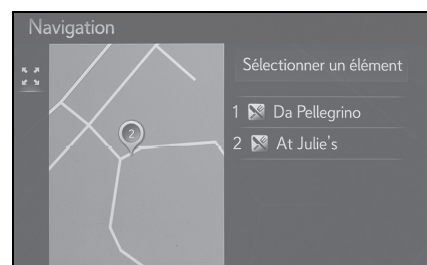 Navigation
Sélectionner un élément
1 Da Pellegrino
2 At Julie's
2